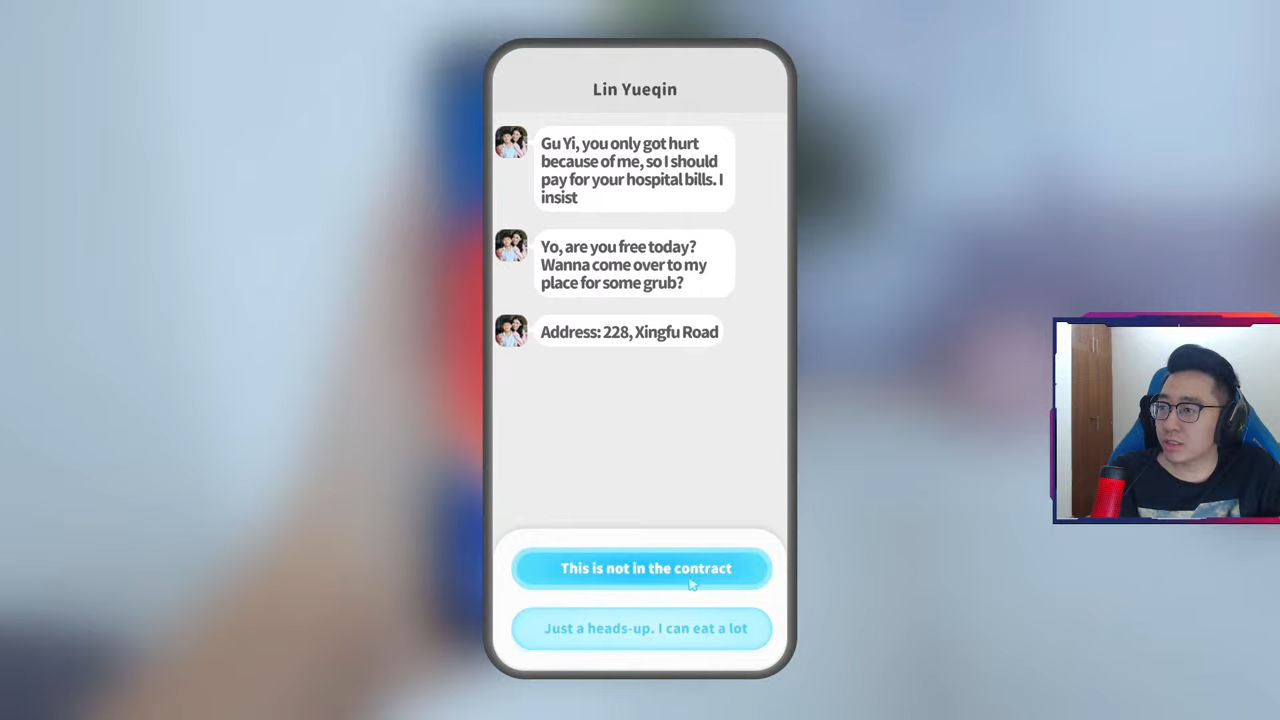 Lin Yueqin
Gu Yi, you only got hurt
because of me, so I should
pay for your hospital bills. I
insist
Yo, are you free today?
Wanna come over to my
place for some grub?
Address: 228, Xingfu Road
This is not in the contract
Just a heads-up. I can eat a lot